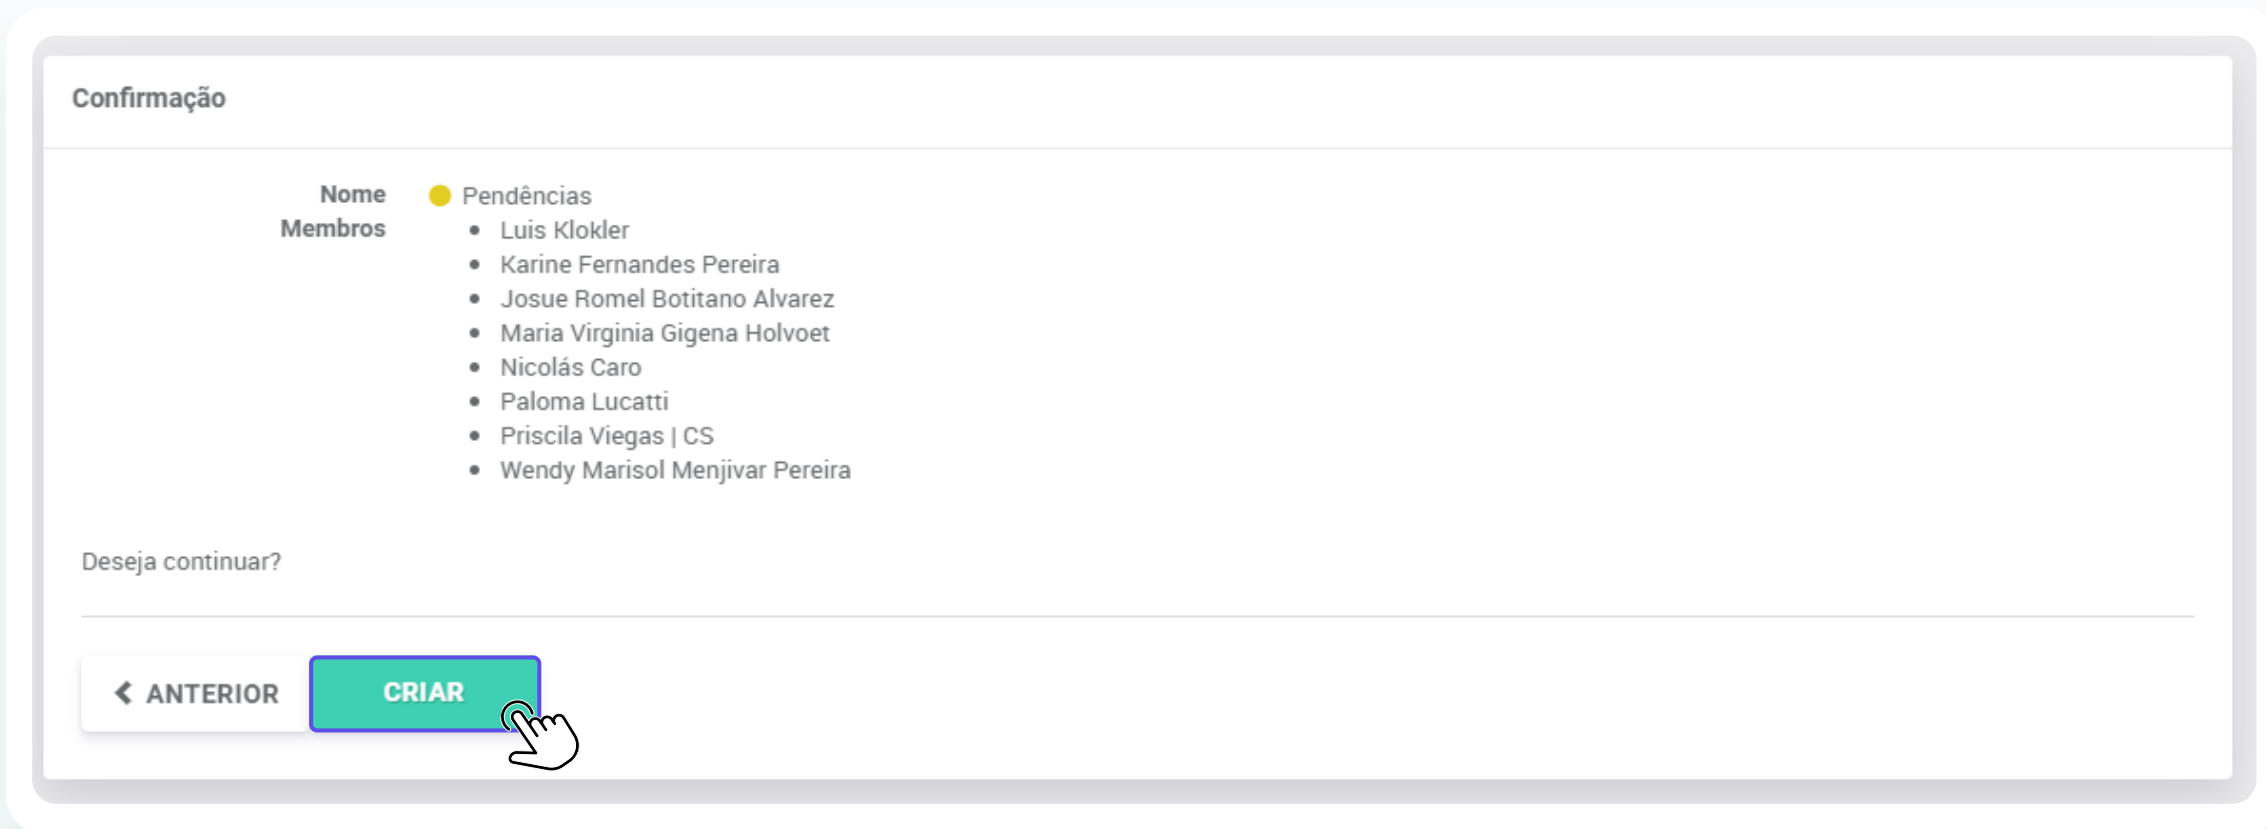 Confirmação
Nome Pendências
Membros
Luis Klokler
Karine Fernandes Pereira
Josue Romel Botitano Alvarez
Maria Virginia Gigena Holvoet
Nicolás Caro
Paloma Lucatti
Priscila Viegas | CS
Wendy Marisol Menjivar Pereira
Deseja continuar?
ANTERIOR CRIAR